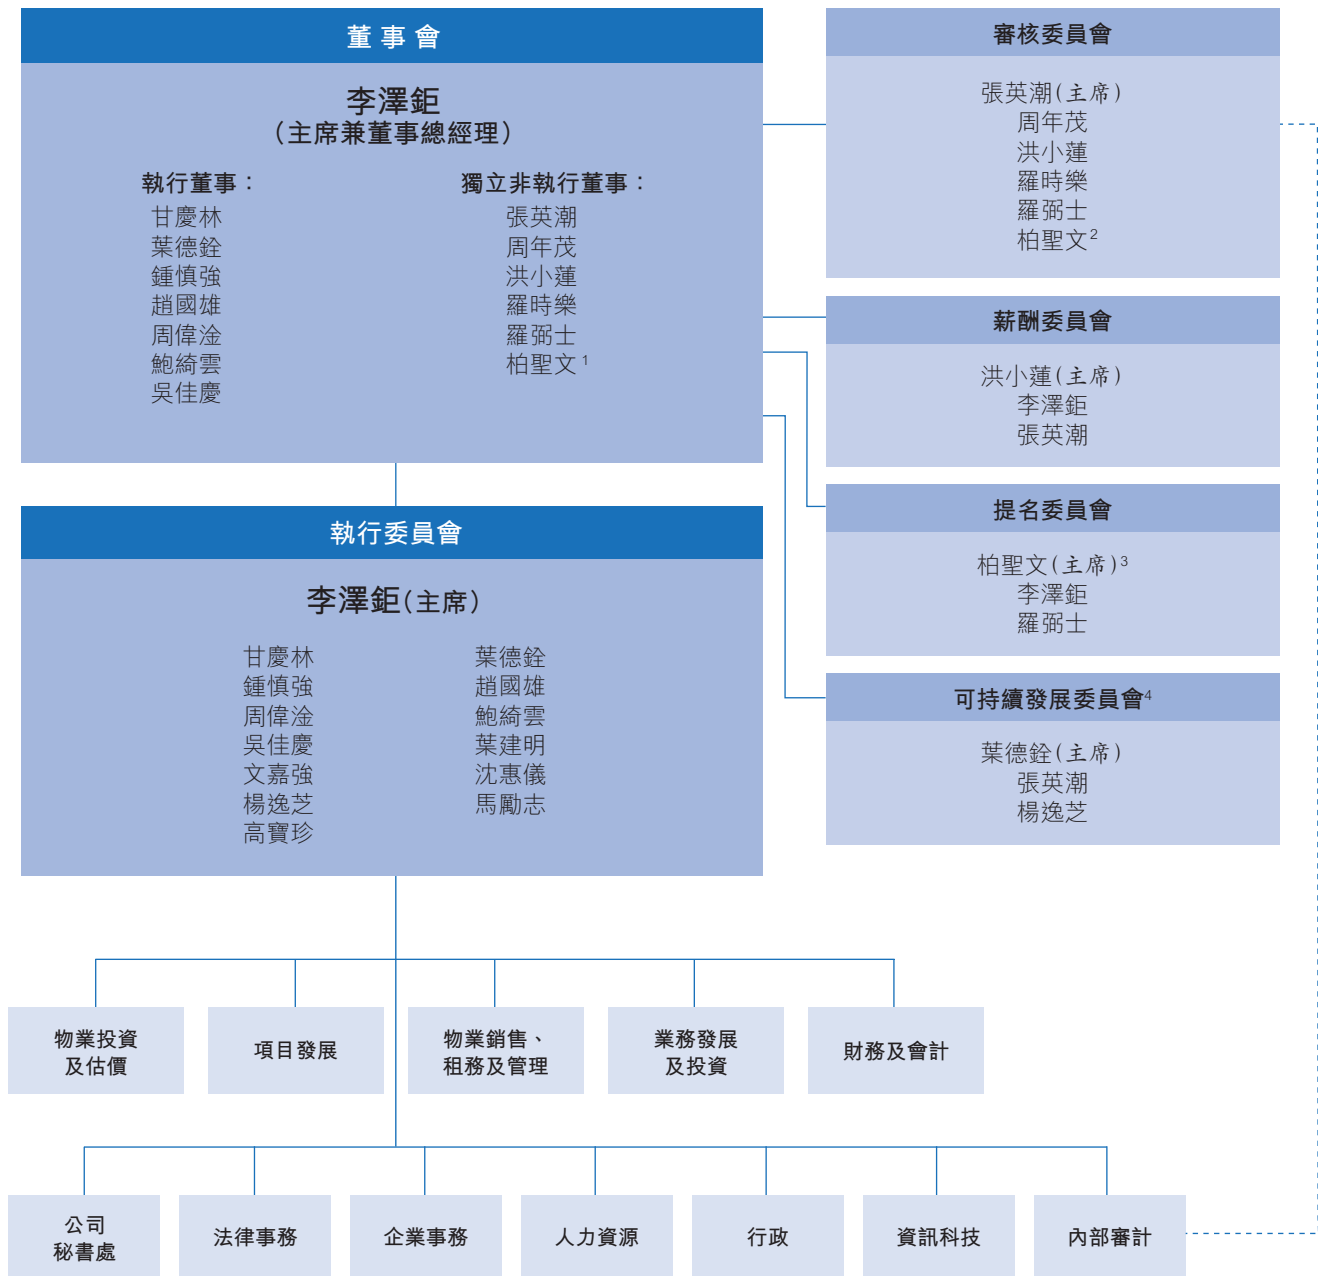 董事會
李澤鉅
（主席兼董事總經理）
執行董事：
甘慶林
葉德銓
鍾慎強
趙國雄
周偉淦
鮑綺雲
吳佳慶
獨立非執行董事：
張英潮
周年茂
洪小蓮
羅時樂
羅弼士
柏聖文1
審核委員會
張英潮(主席)
周年茂
洪小蓮
羅時樂
羅弼士
柏聖文2
薪酬委員會
洪小蓮(主席)
李澤鉅
張英潮
提名委員會
柏聖文(主席)3
李澤鉅
羅弼士
可持續發展委員會4
葉德銓(主席)
張英潮
楊逸芝
執行委員會
李澤鉅(主席)
甘慶林
鍾慎強
周偉淦
吳佳慶
文嘉強
楊逸芝
高寶珍
葉德銓
趙國雄
鮑綺雲
葉建明
沈惠儀
馬勵志
物業投資
及估價
項目發展
物業銷售、
租務及管理
業務發展
及投資
財務及會計
公司
秘書處
法律事務
企業事務
人力資源
行政
資訊科技
內部審計